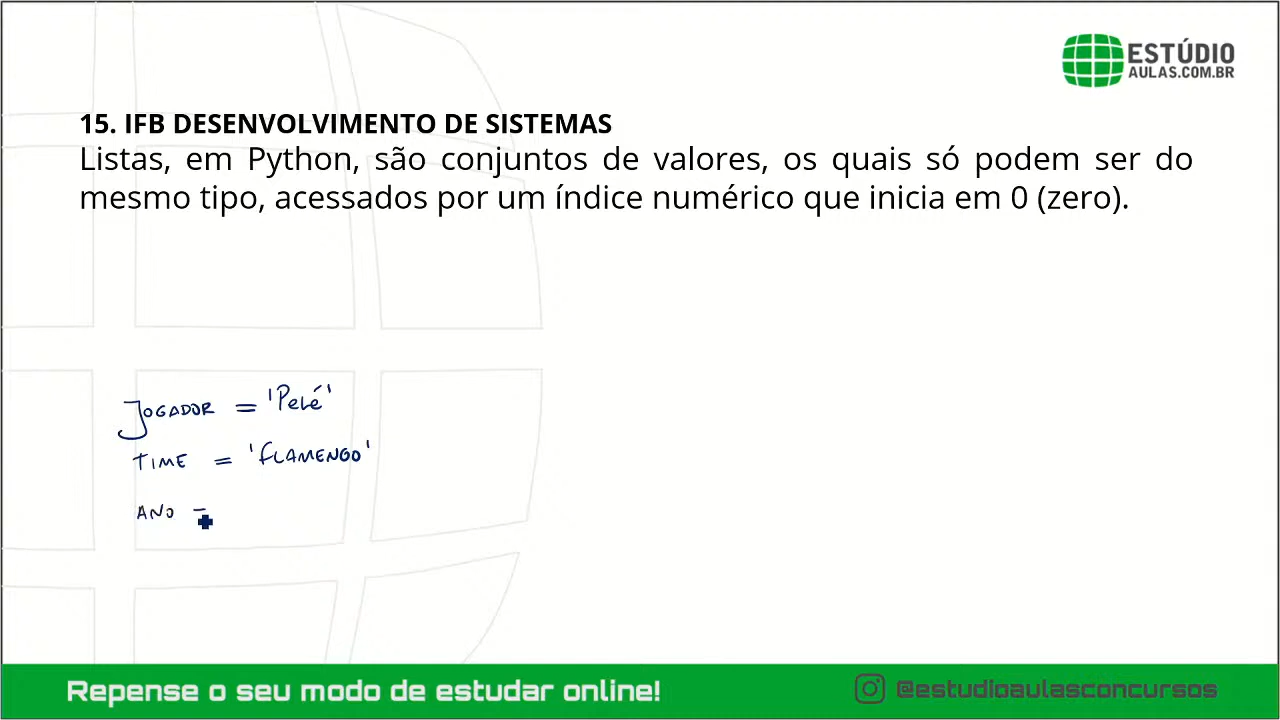 ESTÚDIO
AULAS.COM.BR
15. IFB DESENVOLVIMENTO DE SISTEMAS
Listas, em Python, são conjuntos de valores, os quais só podem ser do
mesmo tipo, acessados por um índice numérico que inicia em 0 (zero).
JOGADOR = 'Pelé'
TIME = 'FLAMENGO'
ANO -
Repense o seu modo de estudar online!
@estudioaulasconcursos